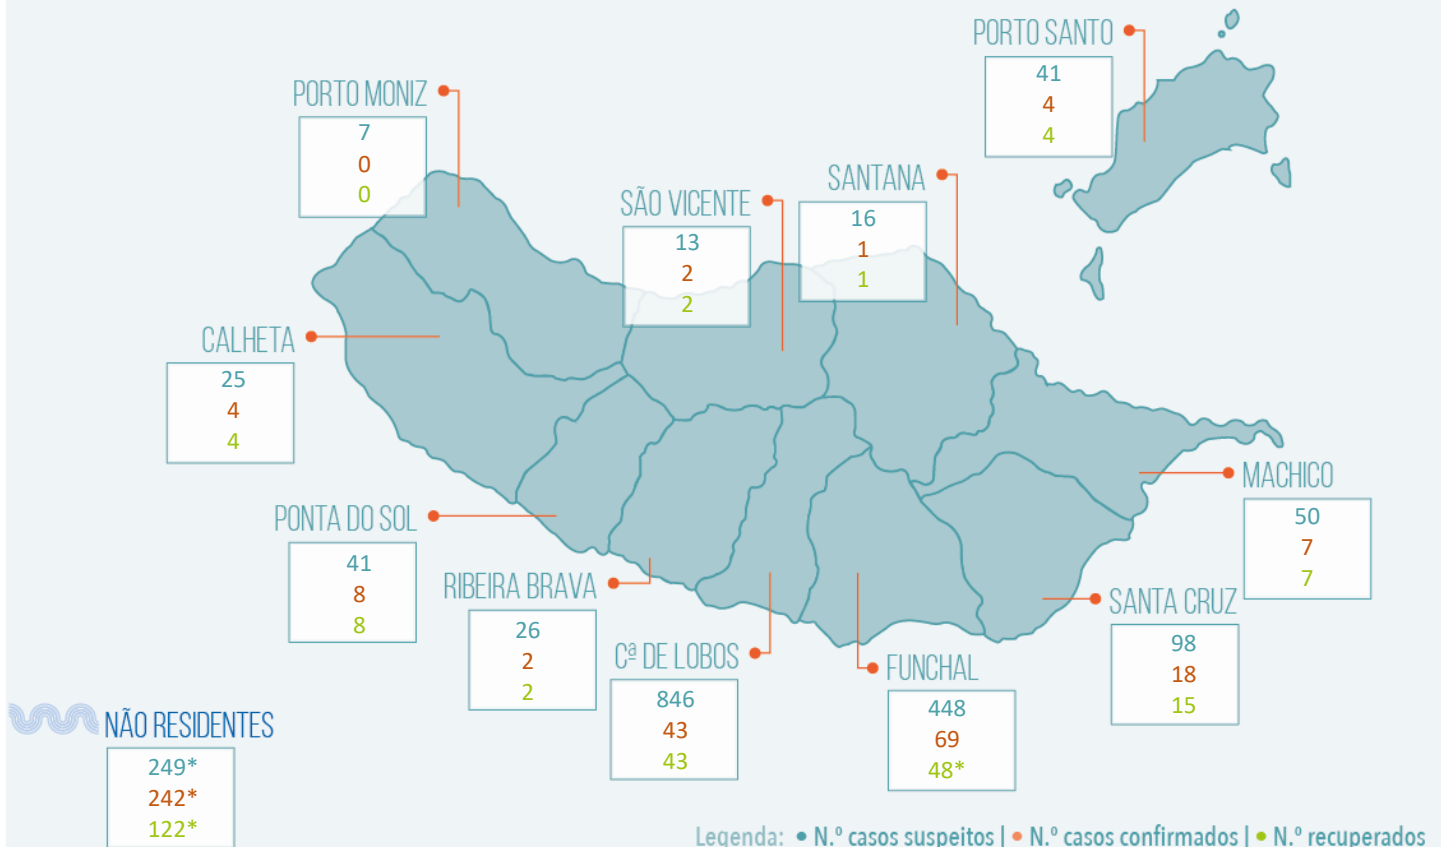 PORTO SANTO
41
4
4
PORTO MONIZ
7
0
0
SANTANA
16
1
1
SÃO VICENTE
13
2
2
CALHETA
25
4
4
MACHICO
50
7
7
PONTA DO SOL
41
8
8
RIBEIRA BRAVA
26
2
2
SANTA CRUZ
98
18
15
Cª DE LOBOS
846
43
43
FUNCHAL
448
69
48*
NÃO RESIDENTES
249*
242*
122*
Legenda: • N.º casos suspeitos | • N.º casos confirmados | • N.º recuperados